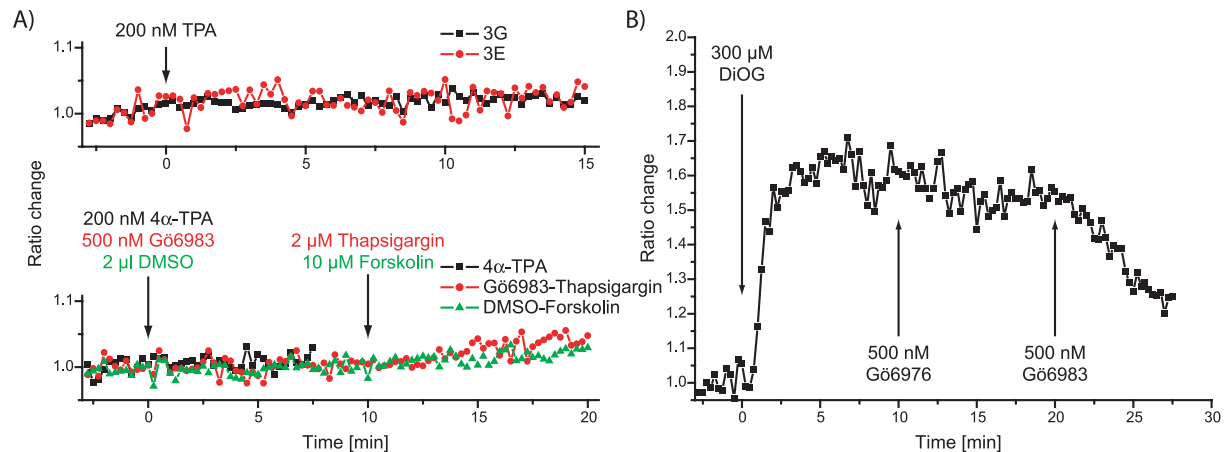 A)
200 nM TPA
3G
3E
1.1
1.0
0
5
10
15
Ratio change
200 nM 4α-TPA
500 nM Gö6983
2 µl DMSO
2 µM Thapsigargin
10 µM Forskolin
4α-TPA
Gö6983-Thapsigargin
DMSO-Forskolin
1.1
1.0
0
5
10
15
20
Time [min]
B)
2.0
1.9
1.8
1.7
1.6
1.5
1.4
1.3
1.2
1.1
1.0
Ratio change
300 µM
DiOG
500 nM
Gö6976
500 nM
Gö6983
0
5
10
15
20
25
30
Time [min]